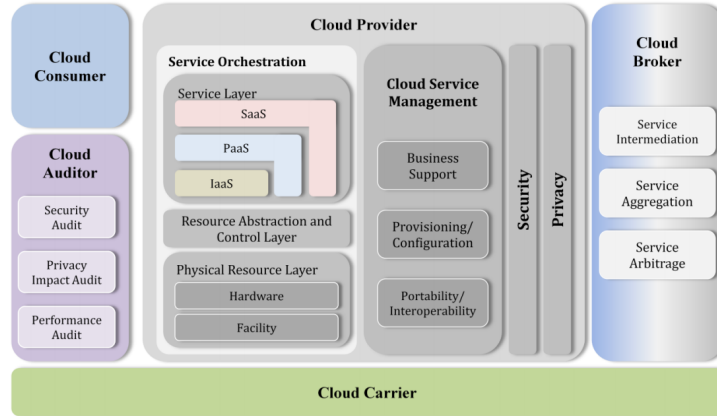 Cloud
Consumer
Cloud
Auditor
Security
Audit
Privacy
Impact Audit
Performance
Audit
Cloud Provider
Service Orchestration
Service Layer
SaaS
PaaS
IaaS
Resource Abstraction and
Control Layer
Physical Resource Layer
Hardware
Facility
Cloud Service
Management
Business
Support
Provisioning/
Configuration
Portability/
Interoperability
Security
Privacy
Cloud
Broker
Service
Intermediation
Service
Aggregation
Service
Arbitrage
Cloud Carrier